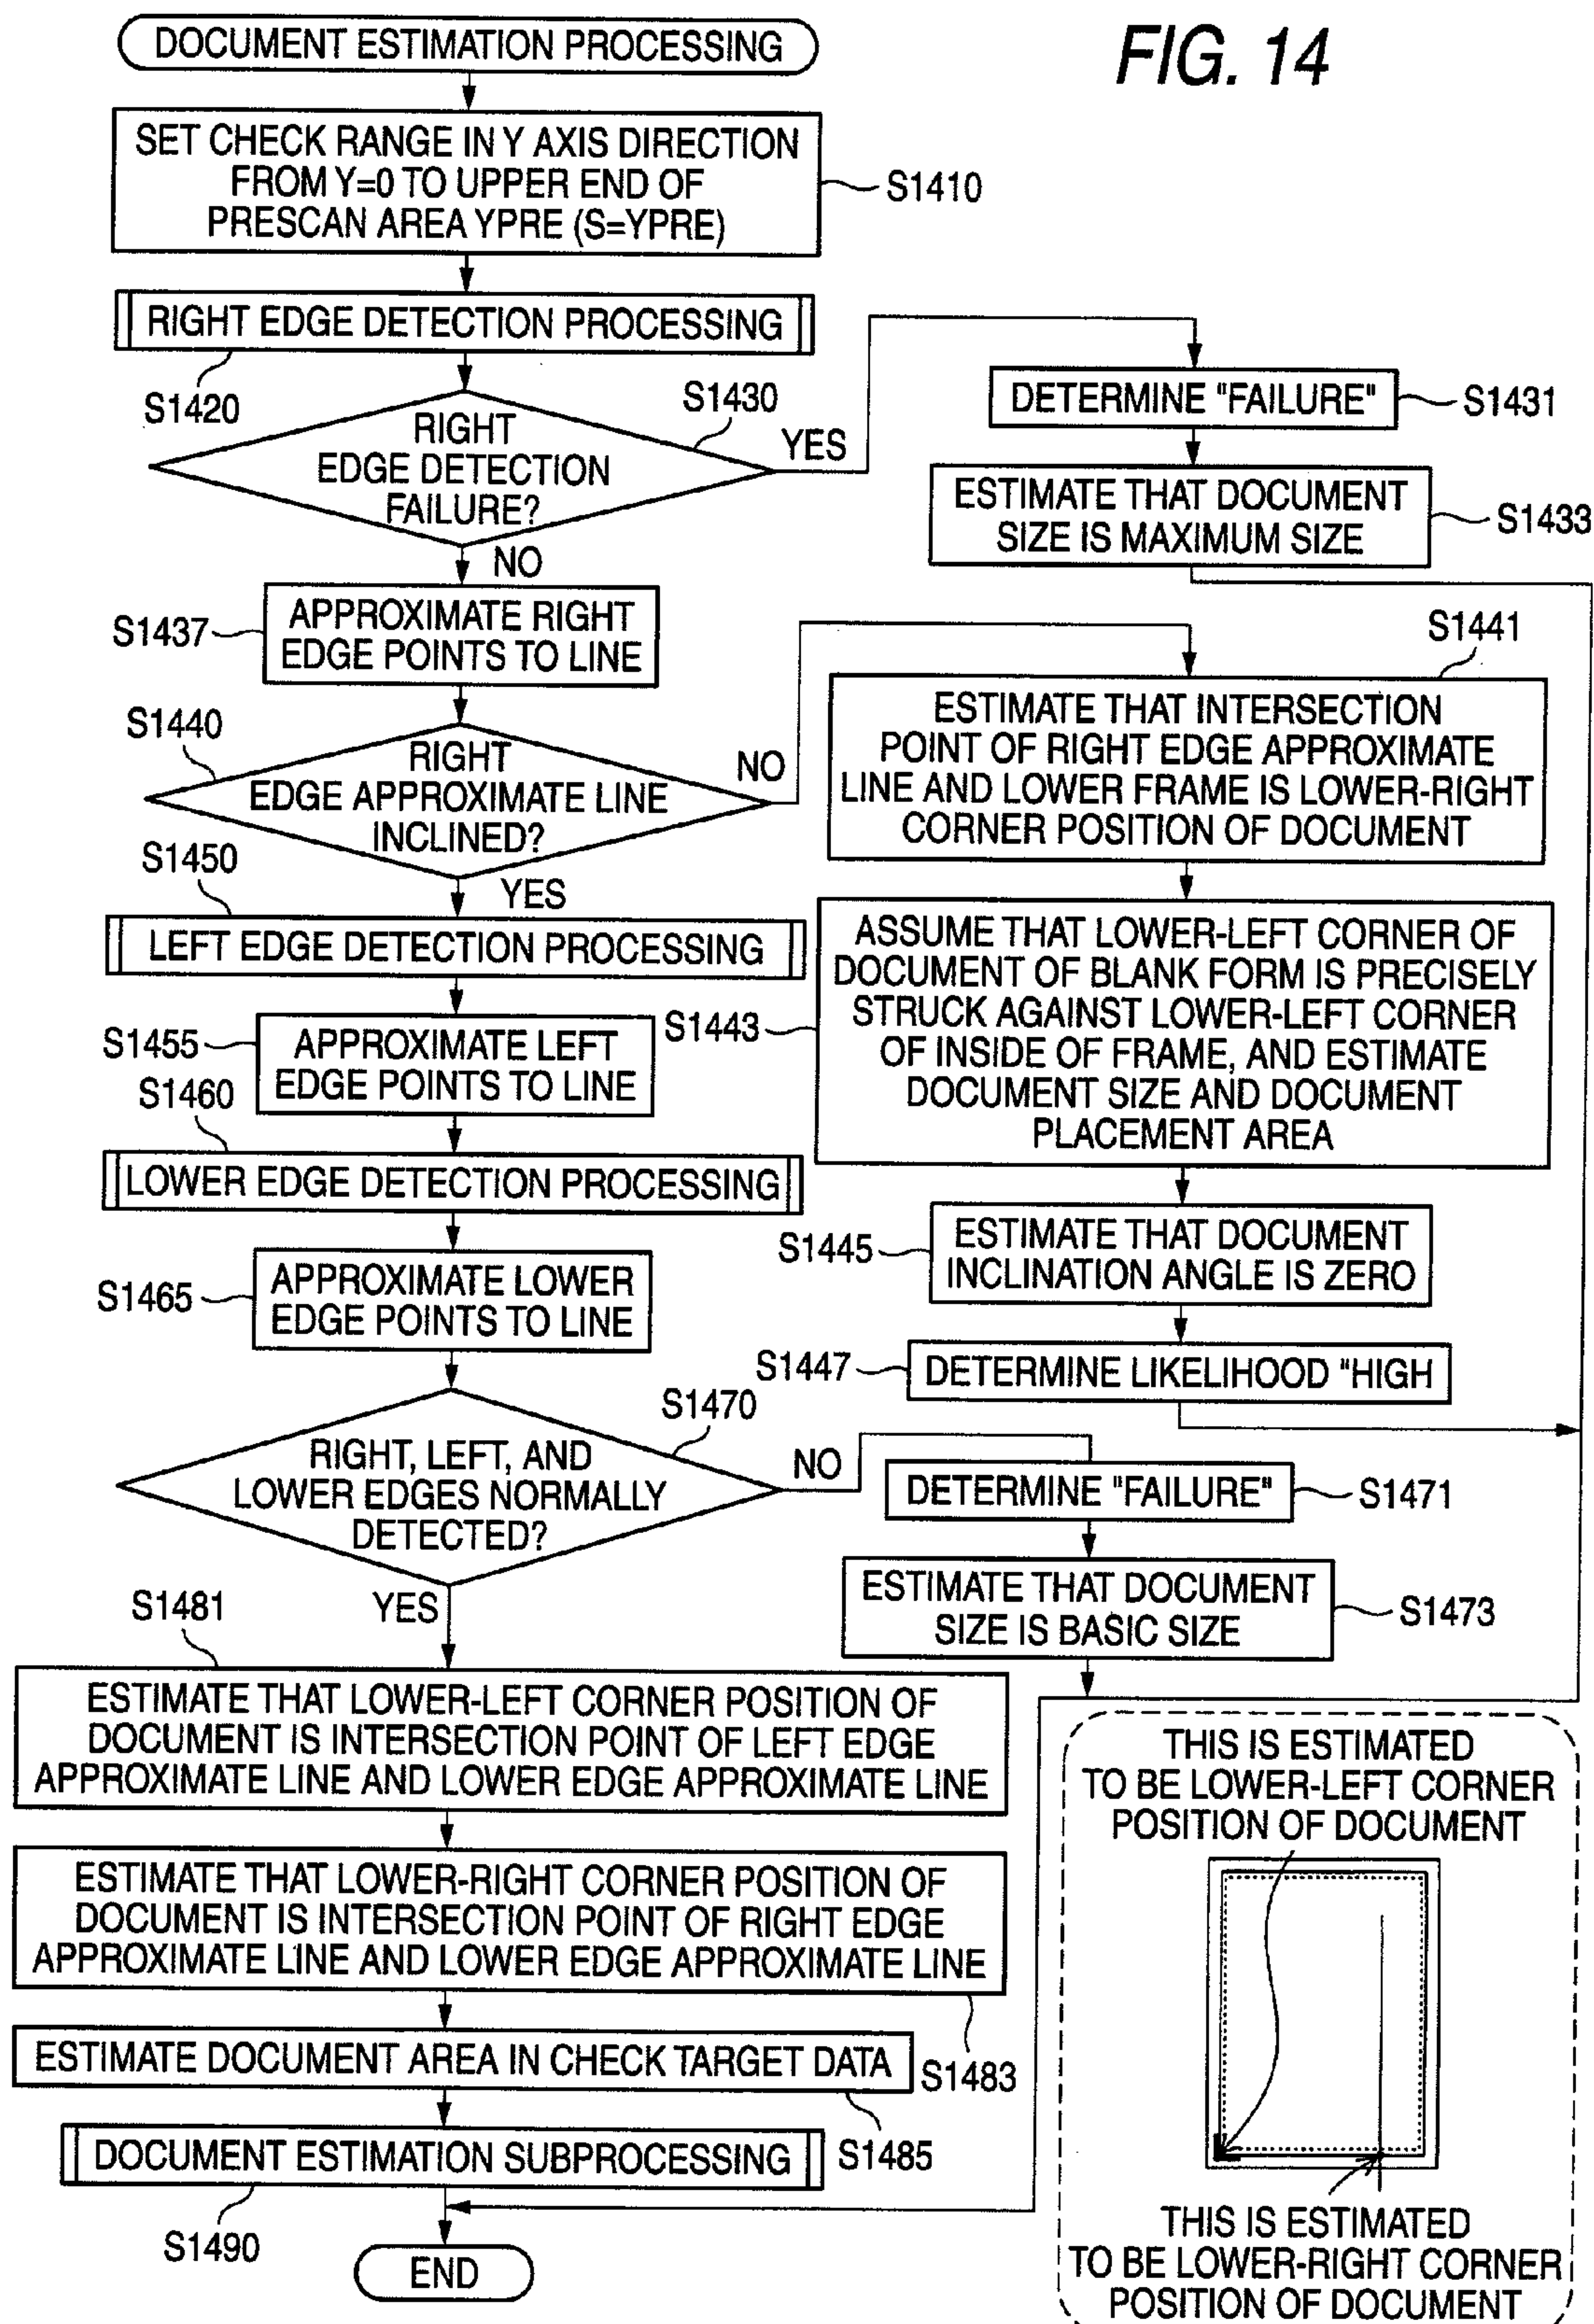 FIG. 14
DOCUMENT ESTIMATION PROCESSING
SET CHECK RANGE IN Y AXIS DIRECTION
FROM Y=0 TO UPPER END OF
PRESCAN AREA YPRE (S=YPRE)
S1410
RIGHT EDGE DETECTION PROCESSING
S1420
RIGHT
EDGE DETECTION
FAILURE?
S1430
YES
NO
DETERMINE "FAILURE"
S1431
ESTIMATE THAT DOCUMENT
SIZE IS MAXIMUM SIZE
S1433
S1437
APPROXIMATE RIGHT
EDGE POINTS TO LINE
S1440
RIGHT
EDGE APPROXIMATE LINE
INCLINED?
NO
YES
S1441
ESTIMATE THAT INTERSECTION
POINT OF RIGHT EDGE APPROXIMATE
LINE AND LOWER FRAME IS LOWER-RIGHT
CORNER POSITION OF DOCUMENT
S1443
ASSUME THAT LOWER-LEFT CORNER OF
DOCUMENT OF BLANK FORM IS PRECISELY
STRUCK AGAINST LOWER-LEFT CORNER
OF INSIDE OF FRAME, AND ESTIMATE
DOCUMENT SIZE AND DOCUMENT
PLACEMENT AREA
S1445
ESTIMATE THAT DOCUMENT
INCLINATION ANGLE IS ZERO
S1447
DETERMINE LIKELIHOOD "HIGH
S1450
LEFT EDGE DETECTION PROCESSING
S1455
APPROXIMATE LEFT
EDGE POINTS TO LINE
S1460
LOWER EDGE DETECTION PROCESSING
S1465
APPROXIMATE LOWER
EDGE POINTS TO LINE
S1470
RIGHT, LEFT, AND
LOWER EDGES NORMALLY
DETECTED?
NO
YES
DETERMINE "FAILURE"
S1471
ESTIMATE THAT DOCUMENT
SIZE IS BASIC SIZE
S1473
S1481
ESTIMATE THAT LOWER-LEFT CORNER POSITION OF
DOCUMENT IS INTERSECTION POINT OF LEFT EDGE
APPROXIMATE LINE AND LOWER EDGE APPROXIMATE LINE
ESTIMATE THAT LOWER-RIGHT CORNER POSITION OF
DOCUMENT IS INTERSECTION POINT OF RIGHT EDGE
APPROXIMATE LINE AND LOWER EDGE APPROXIMATE LINE
S1483
ESTIMATE DOCUMENT AREA IN CHECK TARGET DATA
S1485
DOCUMENT ESTIMATION SUBPROCESSING
S1490
END
THIS IS ESTIMATED
TO BE LOWER-LEFT CORNER
POSITION OF DOCUMENT
THIS IS ESTIMATED
TO BE LOWER-RIGHT CORNER
POSITION OF DOCUMENT